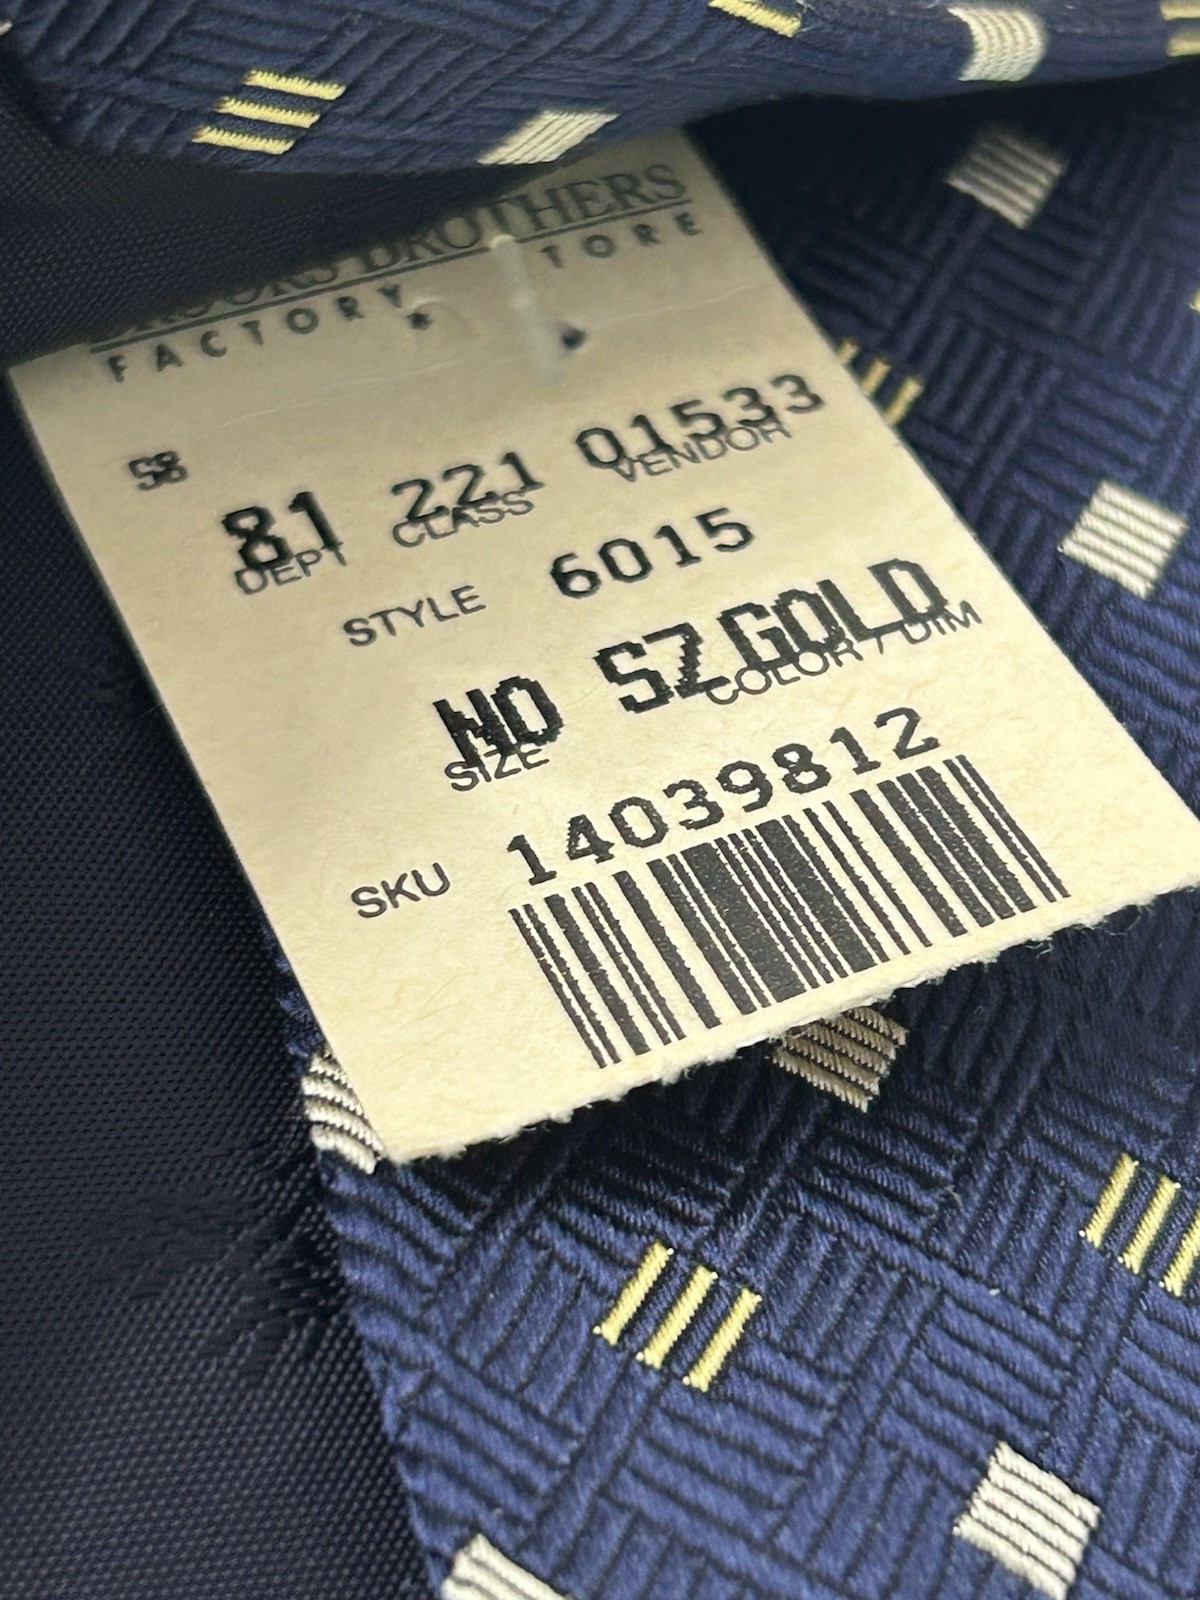 BROOKS BROTHERS
FACTORY STORE
S8
81 221 01533
DEPT CLASS VENDOR
STYLE 6015
NO SZ GOLD
SIZE COLOR / DIM
14039812
SKU